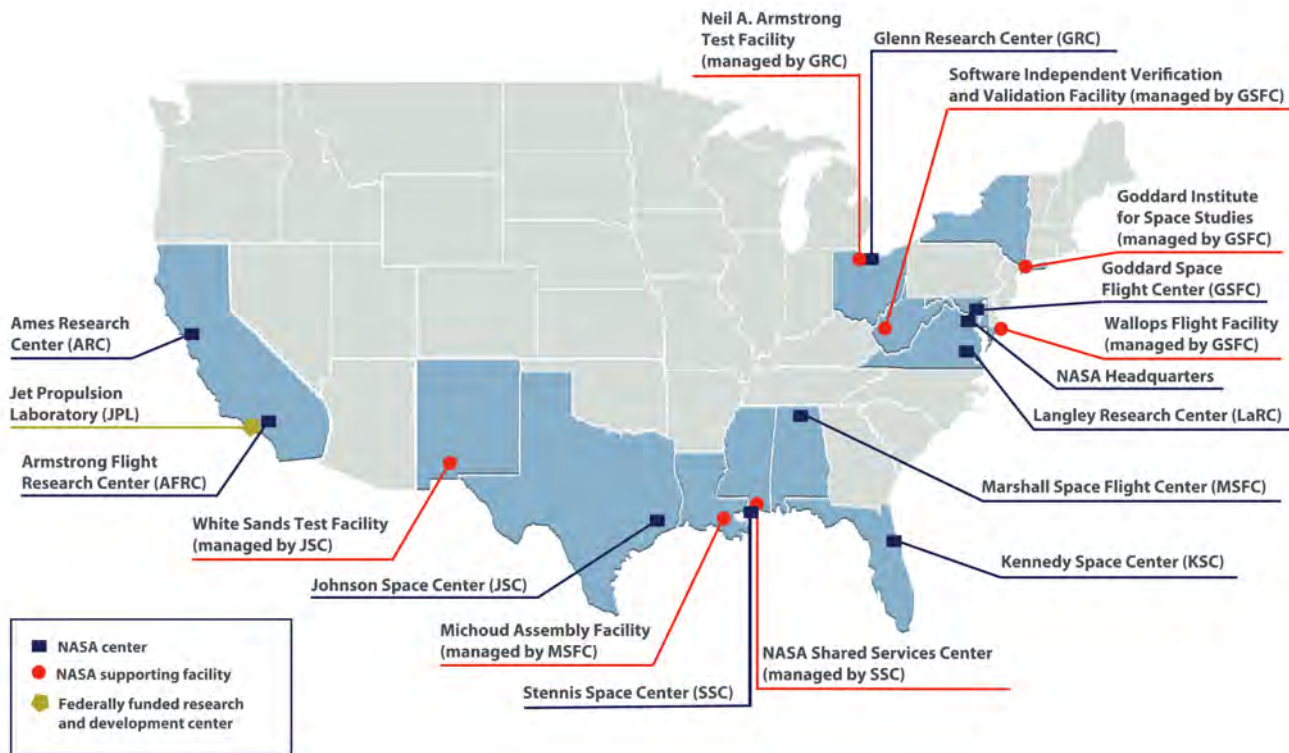 Neil A. Armstrong
Test Facility
(managed by GRC)
Glenn Research Center (GRC)
Software Independent Verification
and Validation Facility (managed by GSFC)
Goddard Institute
for Space Studies
(managed by GSFC)
Goddard Space
Flight Center (GSFC)
Wallops Flight Facility
(managed by GSFC)
NASA Headquarters
Langley Research Center (LaRC)
Marshall Space Flight Center (MSFC)
Kennedy Space Center (KSC)
Ames Research
Center (ARC)
Jet Propulsion
Laboratory (JPL)
Armstrong Flight
Research Center (AFRC)
White Sands Test Facility
(managed by JSC)
Johnson Space Center (JSC)
Michoud Assembly Facility
(managed by MSFC)
Stennis Space Center (SSC)
NASA Shared Services Center
(managed by SSC)
NASA center
NASA supporting facility
Federally funded research
and development center